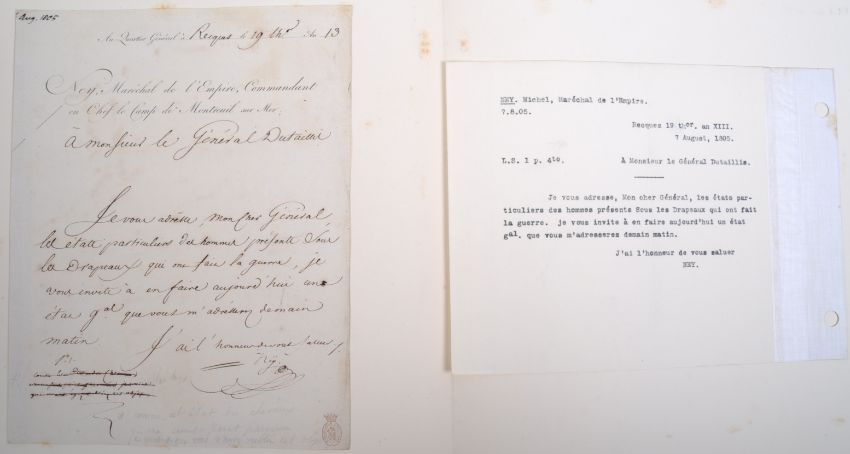 Aug. 1805
Au Quartier Général à Recques le 19 thr. An 13
Ney, Maréchal de l'Empire, Commandant
en Chef le Camp de Montreuil sur Mer;
à Monsieur le Général Dutaillis
Je vous adresse, mon Cher Général,
les états particuliers des hommes présents sous
les Drapeaux qui ont fait la guerre, je
vous invite à en faire aujourd'hui un
état gal. que vous m'adresserez demain
matin.
J'ai l'honneur de vous saluer
Ney
NEY. Michel, Maréchal de l'Empire.
7.8.05.
Recquez 19 thor. an XIII.
7 August, 1805.
L.S. 1 p. 4to.
À Monsieur le Général Dutaillis.
Je vous adresse, Mon cher Général, les états par-
ticuliers des hommes présents Sous les Drapeaux qui ont fait
la guerre. je vous invite à en faire aujourd'hui un état
gal. que vous m'adresseres demain matin.
J'ai l'honneur de vous saluer
NEY.